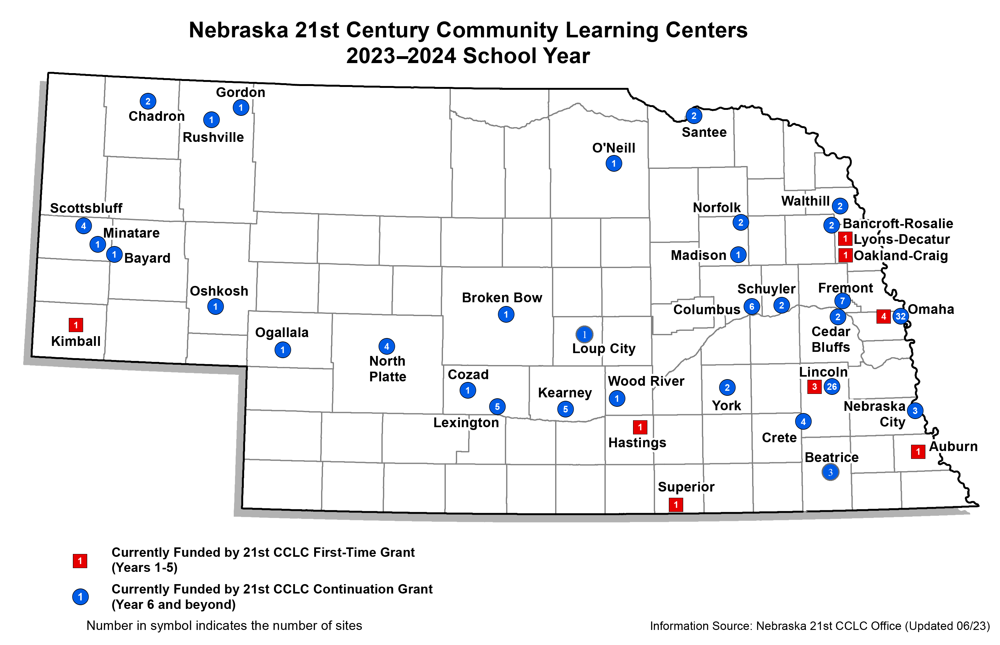 Nebraska 21st Century Community Learning Centers
2023–2024 School Year
Gordon
1
2
Chadron
1
Rushville
2
Santee
O'Neill
1
Scottsbluff
4
Minatare
1
1
Bayard
Norfolk
2
Walthill
2
2
Bancroft-Rosalie
1
Lyons-Decatur
1
Oakland-Craig
Madison
1
Oshkosh
1
Broken Bow
1
Schuyler
2
Columbus
6
Fremont
7
2
Cedar
Bluffs
4
32
Omaha
1
Kimball
Ogallala
1
4
North
Platte
1
Loup City
Cozad
1
5
Lexington
Kearney
5
Wood River
1
2
York
Lincoln
3
26
Nebraska
City
3
4
Crete
1
Hastings
1
Auburn
Beatrice
3
Superior
1
1
Currently Funded by 21st CCLC First-Time Grant
(Years 1-5)
1
Currently Funded by 21st CCLC Continuation Grant
(Year 6 and beyond)
Number in symbol indicates the number of sites
Information Source: Nebraska 21st CCLC Office (Updated 06/23)